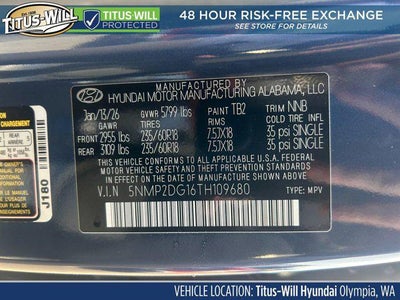 TITUS-WILL
TITUS-WILL
PROTECTED
48 HOUR RISK-FREE EXCHANGE
SEE STORE FOR DETAILS
MANUFACTURED BY
HYUNDAI MOTOR MANUFACTURING ALABAMA, LLC
Jan/13/26 GVWR 5799 lbs PAINT TB2 TRIM NNB
GAWR TIRE RIMS COLD TIRE INFL
FRONT 2955 lbs 235/60R18 7.5JX18 35 psi SINGLE
REAR 3109 lbs 235/60R18 7.5JX18 35 psi SINGLE
THIS VEHICLE CONFORMS TO ALL APPLICABLE FEDERAL
MOTOR VEHICLE SAFETY AND THEFT PREVENTION STANDARDS
IN EFFECT ON THE DATE OF MANUFACTURE SHOWN ABOVE.
V.I.N 5NMP2DG16TH109680 TYPE: MPV
CHARGEMENT
REAR
ARRIÈRE
J180
VEHICLE LOCATION: Titus-Will Hyundai Olympia, WA